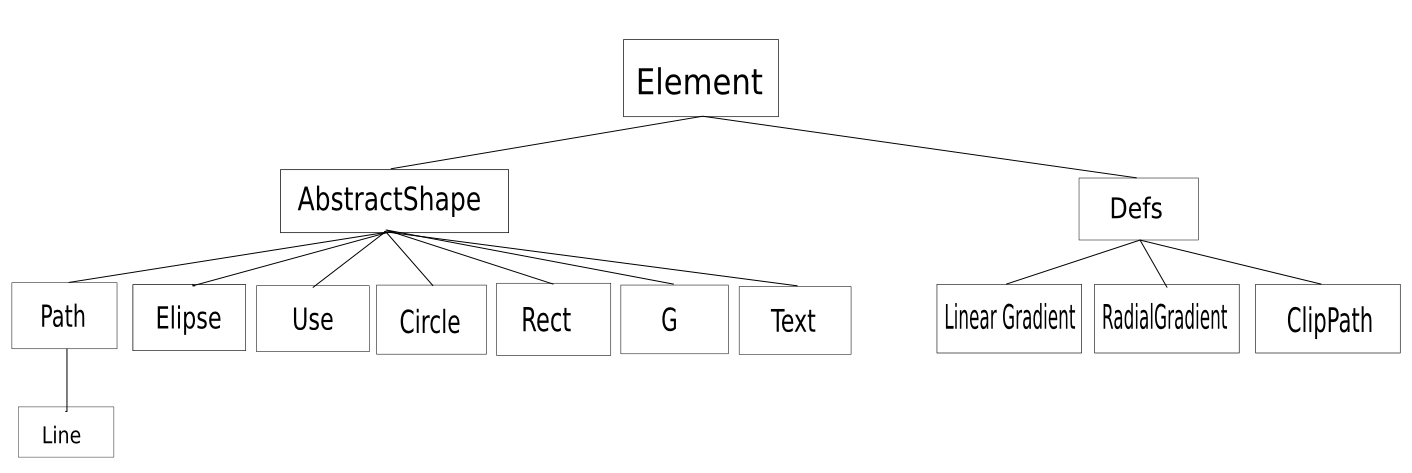 Element
AbstractShape
Defs
Path
Elipse
Use
Circle
Rect
G
Text
Linear Gradient
RadialGradient
ClipPath
Line